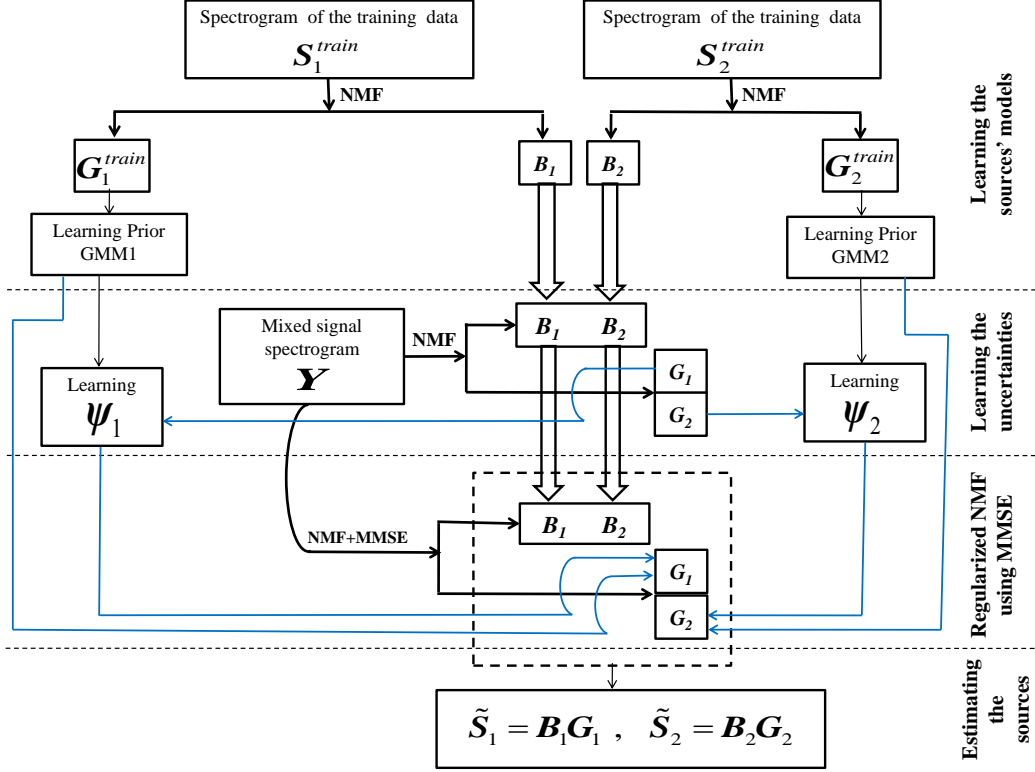 Spectrogram of the training data
S_1^{train}
Spectrogram of the training data
S_2^{train}
NMF
NMF
G_1^{train}
B_1
B_2
G_2^{train}
Learning Prior
GMM1
Learning Prior
GMM2
Learning the
sources' models
Mixed signal
spectrogram
Y
NMF
B_1 B_2
G_1
G_2
Learning
ψ_1
Learning
ψ_2
Learning the
uncertainties
NMF+MMSE
B_1 B_2
G_1
G_2
Regularized NMF
using MMSE
S̃_1 = B_1G_1 , S̃_2 = B_2G_2
Estimating
the
sources